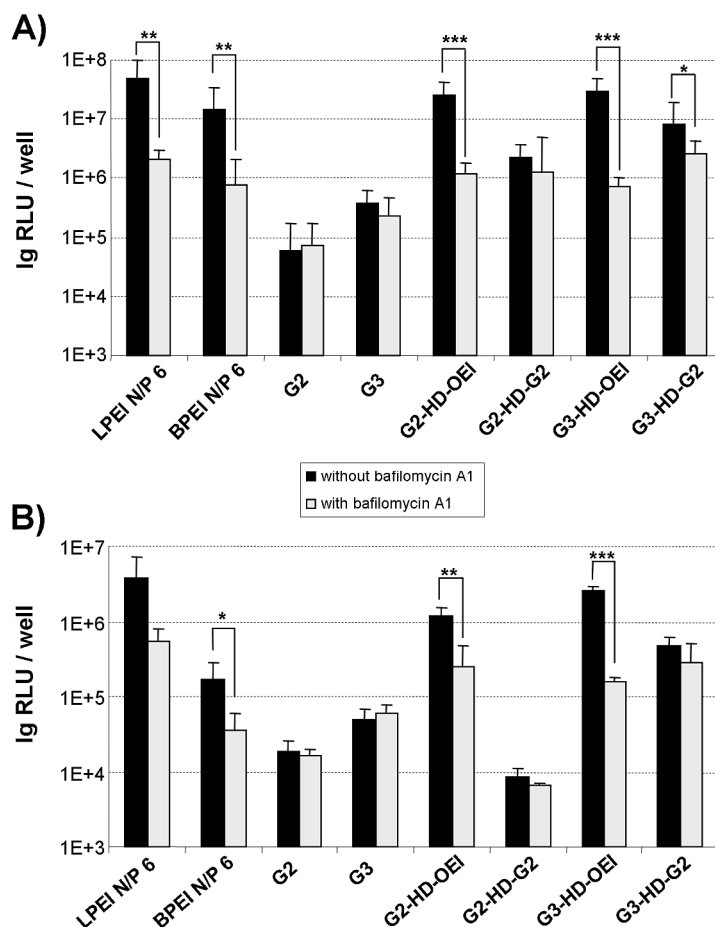 A)
** ** *** *** *
1E+8
1E+7
1E+6
1E+5
1E+4
1E+3
lg RLU / well
LPEI N/P 6 BPEI N/P 6 G2 G3 G2-HD-OEI G2-HD-G2 G3-HD-OEI G3-HD-G2
without bafilomycin A1
with bafilomycin A1
B)
* ** ***
1E+7
1E+6
1E+5
1E+4
1E+3
lg RLU / well
LPEI N/P 6 BPEI N/P 6 G2 G3 G2-HD-OEI G2-HD-G2 G3-HD-OEI G3-HD-G2